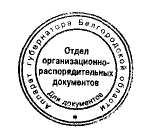 Аппарат губернатора Белгородской области
Отдел
организационно-
распорядительных
документов
Для документов